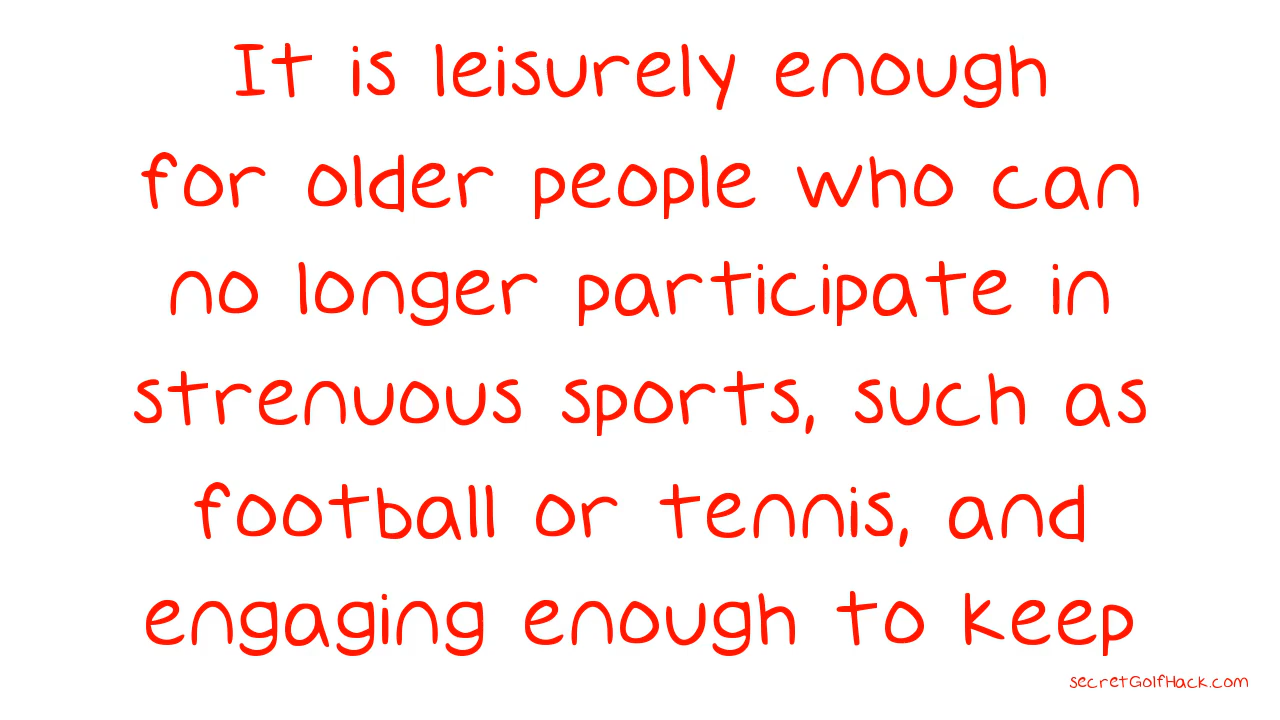 It is leisurely enough
for older people who can
no longer participate in
strenuous sports, such as
football or tennis, and
engaging enough to keep
secretGolfHack.com